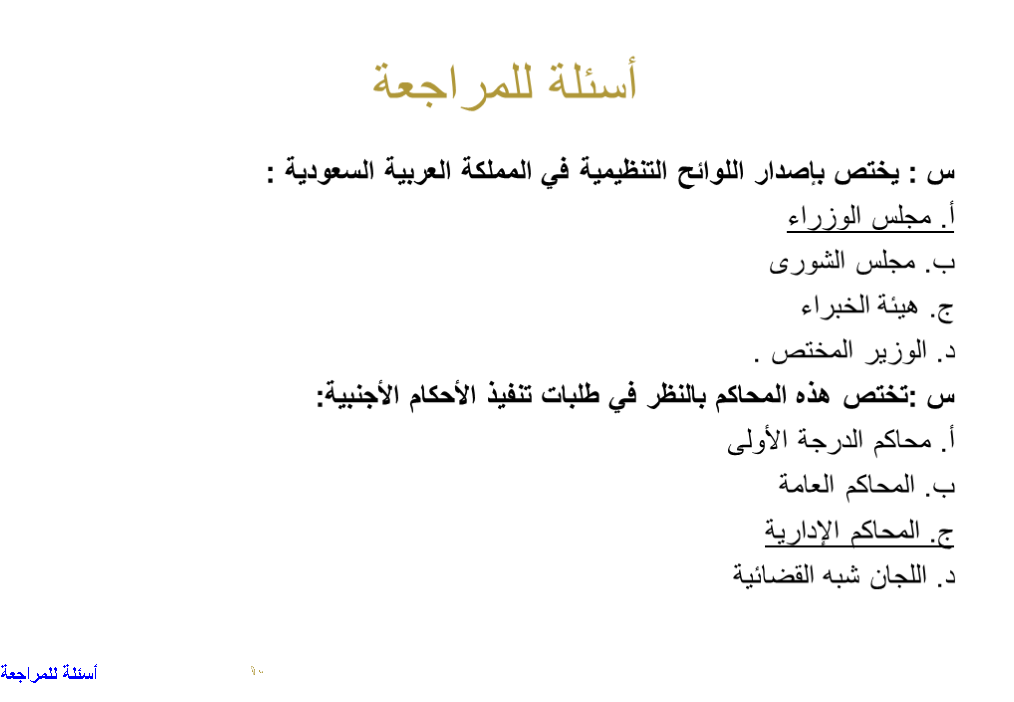 أسئلة للمراجعة
س : يختص بإصدار اللوائح التنظيمية في المملكة العربية السعودية :
أ. مجلس الوزراء
ب. مجلس الشورى
ج. هيئة الخبراء
د. الوزير المختص .
س :تختص هذه المحاكم بالنظر في طلبات تنفيذ الأحكام الأجنبية:
أ. محاكم الدرجة الأولى
ب. المحاكم العامة
ج. المحاكم الإدارية
د. اللجان شبه القضائية
أسئلة للمراجعة